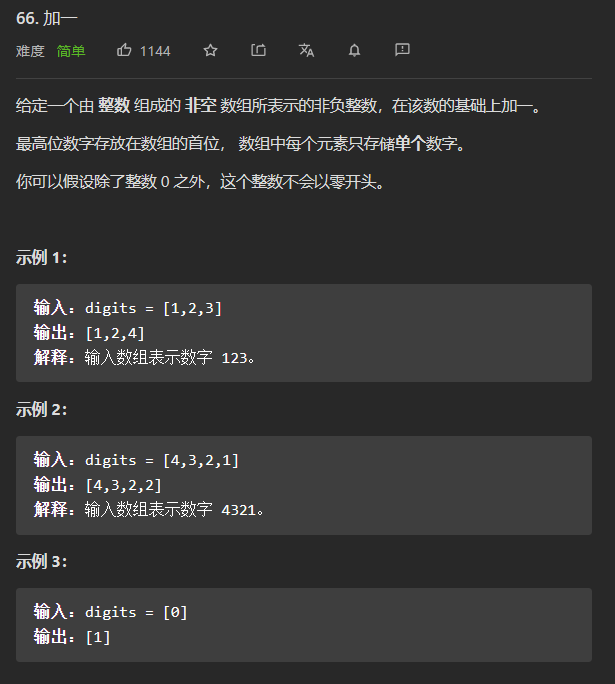 66. 加一
难度 简单 1144
给定一个由 整数 组成的 非空 数组所表示的非负整数，在该数的基础上加一。
最高位数字存放在数组的首位， 数组中每个元素只存储单个数字。
你可以假设除了整数 0 之外，这个整数不会以零开头。
示例 1：
输入：digits = [1,2,3]
输出：[1,2,4]
解释：输入数组表示数字 123。
示例 2：
输入：digits = [4,3,2,1]
输出：[4,3,2,2]
解释：输入数组表示数字 4321。
示例 3：
输入：digits = [0]
输出：[1]